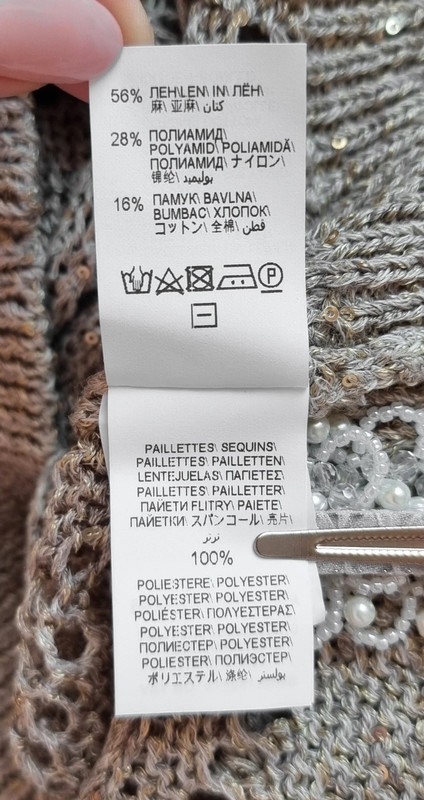 56% ЛЕН\LEN\ IN\ ЛЁН\
麻\ 亚麻\ كتان
28% ПОЛИАМИД\
POLYAMID\ POLIAMIDĂ\
ПОЛИАМИД\ ナイロン\
锦纶\ بوليميد
16% ПАМУК\ BAVLNA\
BUMBAC\ ХЛОПОК\
コットン\ 全棉\ قطن
P
PAILLETTES\ SEQUINS\
PAILLETTES\ PAILLETTEN\
LENTEJUELAS\ ΠΑΓΙΕΤΕΣ\
PAILLETTES\ PAILLETTER\
ПАЙЕТИ\ FLITRY\ PAIETE\
ПАЙЕТКИ\ スパンコール\ 亮片\
ترتر
100%
POLIESTERE\ POLYESTER\
POLYESTER\ POLYESTER\
POLIÉSTER\ ΠΟΛΥΕΣΤΕΡΑΣ\
POLYESTER\ POLYESTER\
ПОЛИЕСТЕР\ POLYESTER\
POLIESTER\ ПОЛИЭСТЕР\
ポリエステル\ 涤纶\ بولستر